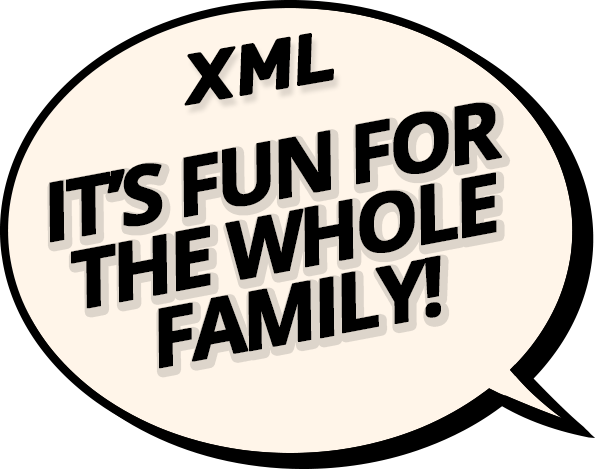 XML
IT'S FUN FOR
THE WHOLE
FAMILY!